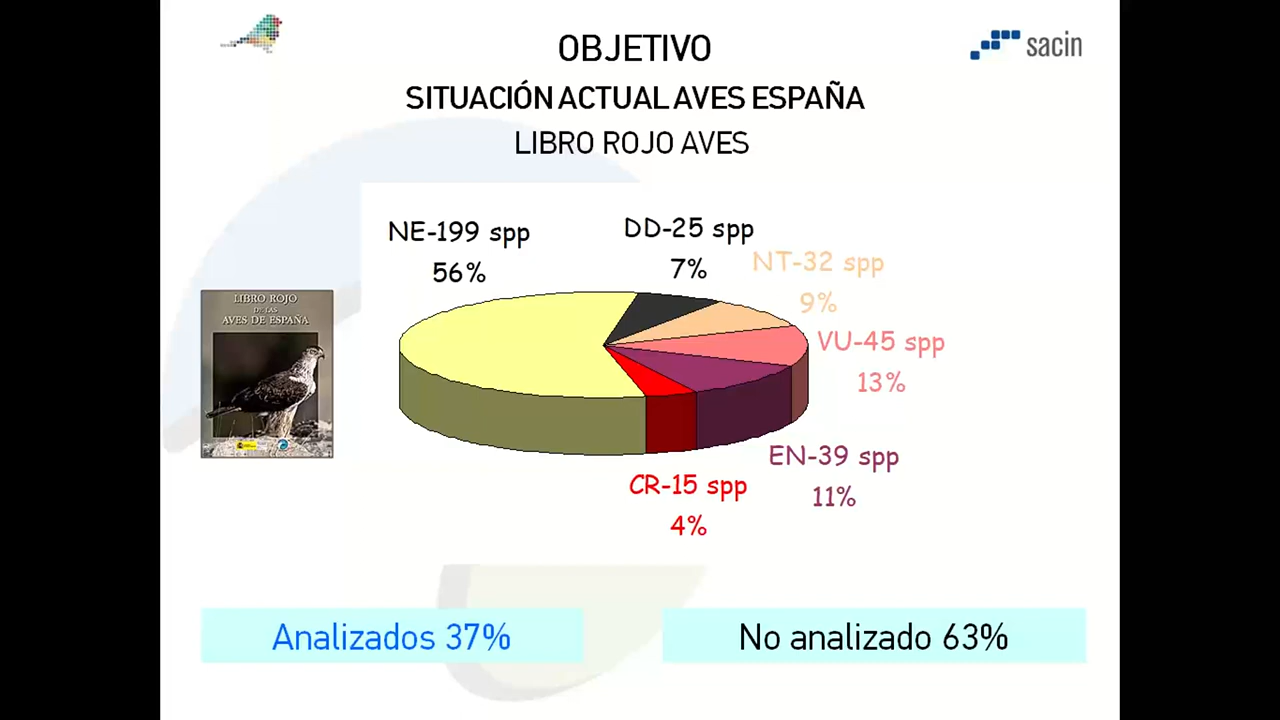 OBJETIVO
sacin
SITUACIÓN ACTUAL AVES ESPAÑA
LIBRO ROJO AVES
NE-199 spp
56%
DD-25 spp
7%
NT-32 spp
9%
VU-45 spp
13%
EN-39 spp
11%
CR-15 spp
4%
LIBRO ROJO
DE LAS
AVES DE ESPAÑA
Analizados 37%
No analizado 63%